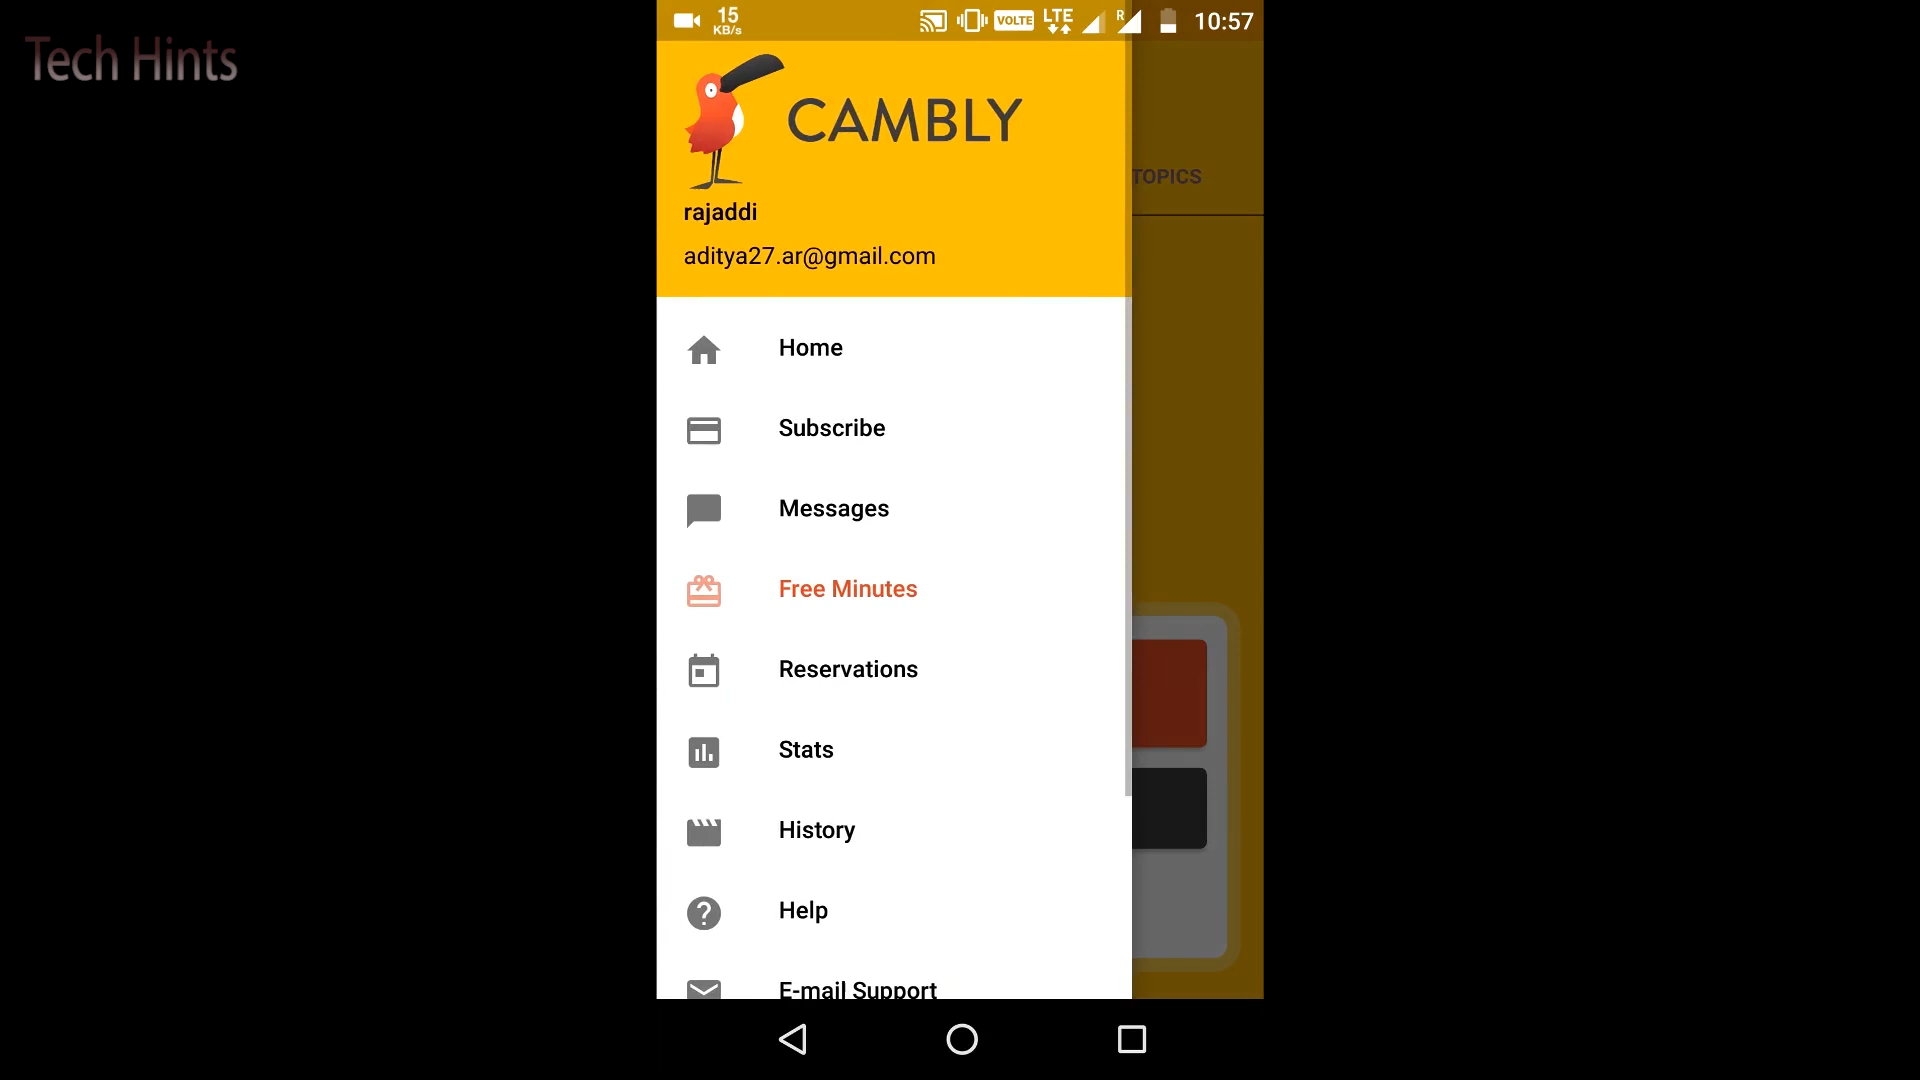 Tech Hints
15
KB/s
VOLTE
LTE
R
10:57
CAMBLY
rajaddi
aditya27.ar@gmail.com
TOPICS
Home
Subscribe
Messages
Free Minutes
Reservations
Stats
History
Help
E-mail Support